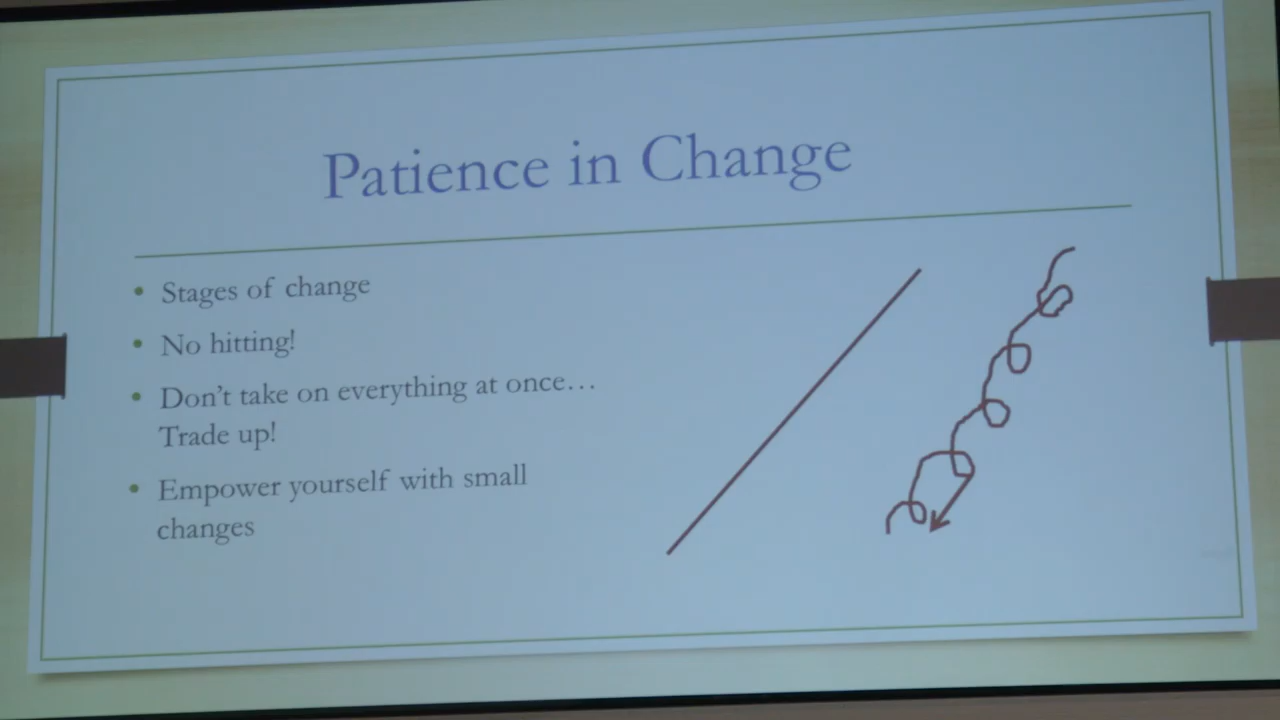 Patience in Change
• Stages of change
• No hitting!
• Don't take on everything at once…
Trade up!
• Empower yourself with small
changes